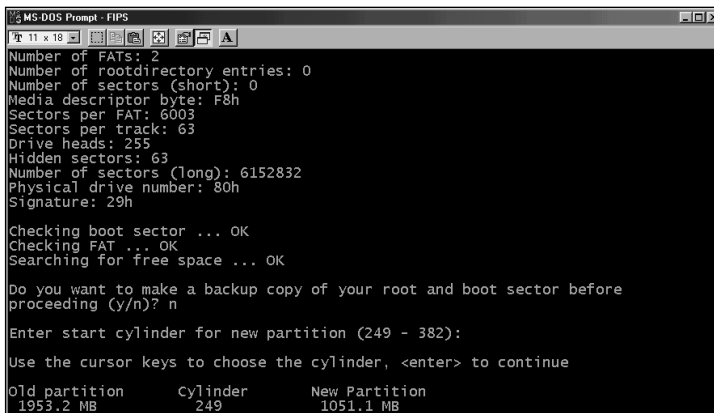 MS-DOS Prompt - FIPS
11 x 18
A
Number of FATs: 2
Number of rootdirectory entries: 0
Number of sectors (short): 0
Media descriptor byte: F8h
Sectors per FAT: 6003
Sectors per track: 63
Drive heads: 255
Hidden sectors: 63
Number of sectors (long): 6152832
Physical drive number: 80h
Signature: 29h
Checking boot sector ... OK
Checking FAT ... OK
Searching for free space ... OK
Do you want to make a backup copy of your root and boot sector before
proceeding (y/n)? n
Enter start cylinder for new partition (249 - 382):
Use the cursor keys to choose the cylinder, <enter> to continue
Old partition Cylinder New Partition
1953.2 MB 249 1051.1 MB